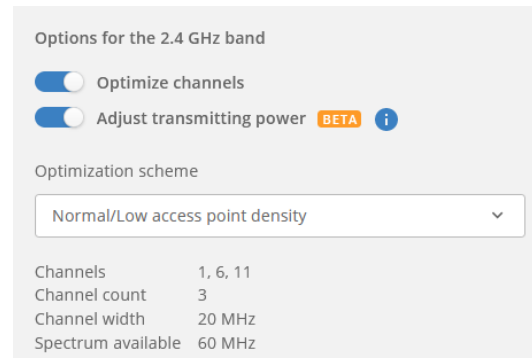 Options for the 2.4 GHz band
Optimize channels
Adjust transmitting power BETA i
Optimization scheme
Normal/Low access point density
Channels 1, 6, 11
Channel count 3
Channel width 20 MHz
Spectrum available 60 MHz